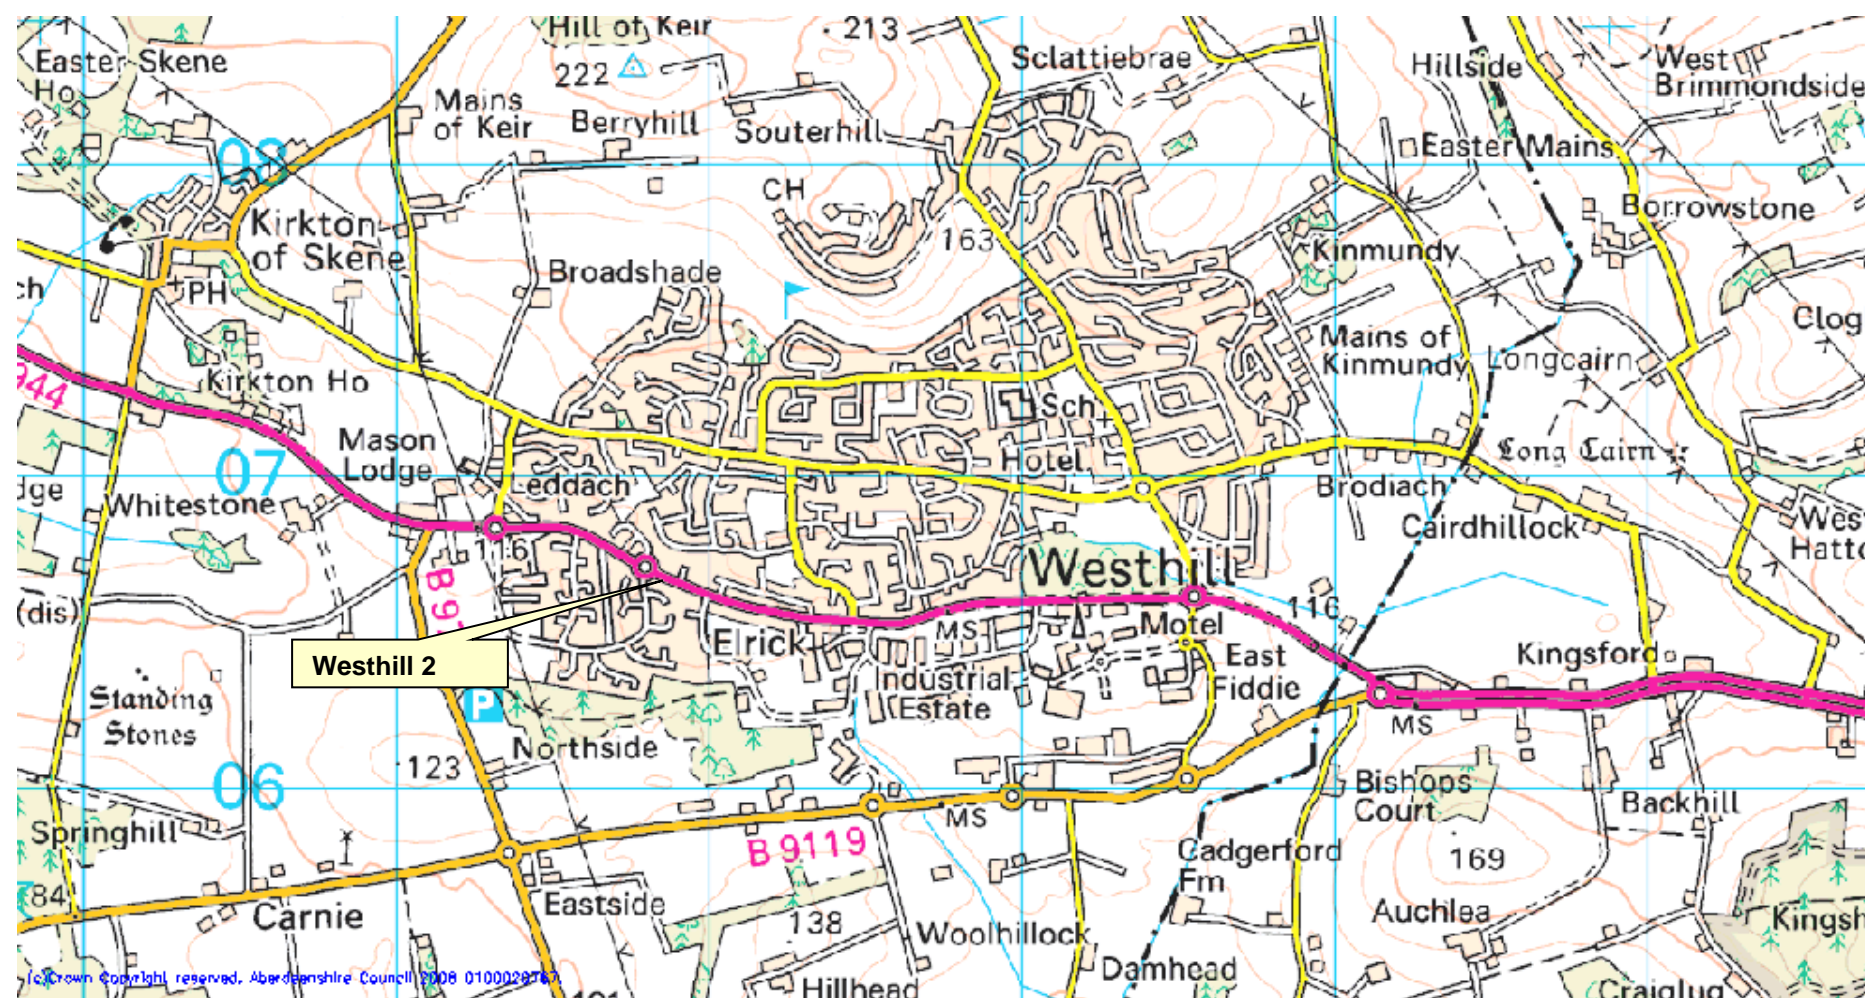 Hill of Keir
213
Easter Skene
Ho
222
Sclattiebrae
Hillside
West
Brimmondside
Mains
of Keir
Berryhill
Souterhill
08
Easter Mains
CH
Kirkton
of Skene
163
Kinmundy
Borrowstone
Broadshade
PH
Mains of
Kinmundy
Longcairn
Clog
Kirkton Ho
944
Sch
Mason
Lodge
07
Hotel
Long Cairn
Whitestone
Leddach
Brodiach
Cairdhillock
West
Hatto
116
Westhill
(dis)
B 97
116
Elrick
MS
Motel
Westhill 2
East
Fiddie
Kingsford
Industrial
Estate
Standing
Stones
P
MS
Northside
123
06
Bishops
Court
Backhill
Springhill
MS
B 9119
Cadgerford
Fm
169
84
Carnie
Eastside
138
Woolhillock
Auchlea
Kingsh
Damhead
(c)Crown Copyright reserved. Aberdeenshire Council 2008 0100020767.
101
Hillhead
Craiglug